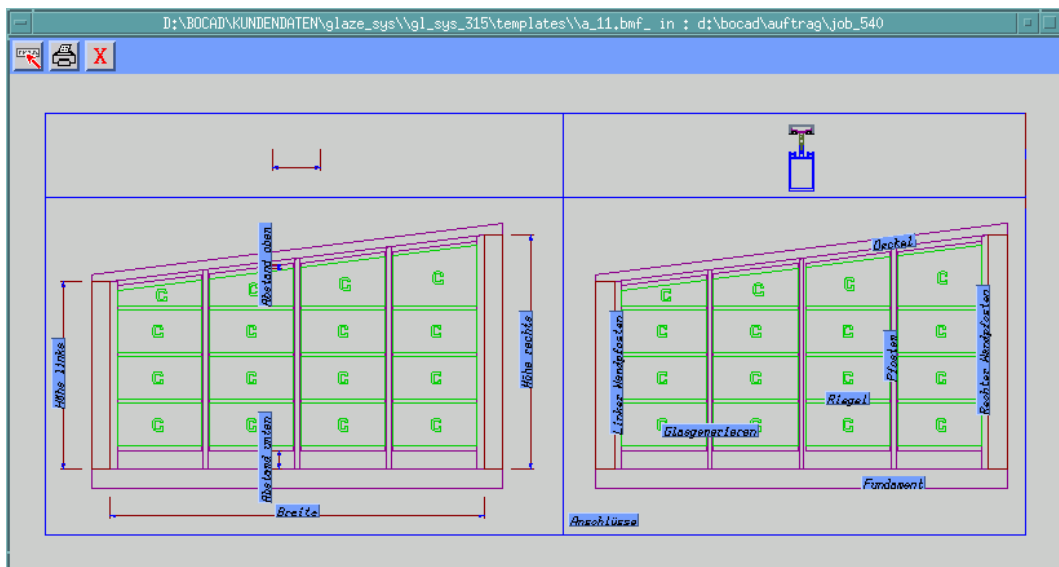 D:\BOCAD\KUNDENDATEN\glaze_sys\\gl_sys_315\templates\\a_11.bmf_ in : d:\bocad\auftrag\job_540
X
Abstand oben
G G G G
G G G G
G G G G
G G G G
Höhe links
Höhe rechts
Abstand unten
Breite
Deckel
G G G G
G G G G
G G G G
G G G G
Linker Wandpfosten
Pfosten
Rechter Wandpfosten
Riegel
Glasgenerieren
Fundament
Anschlüsse